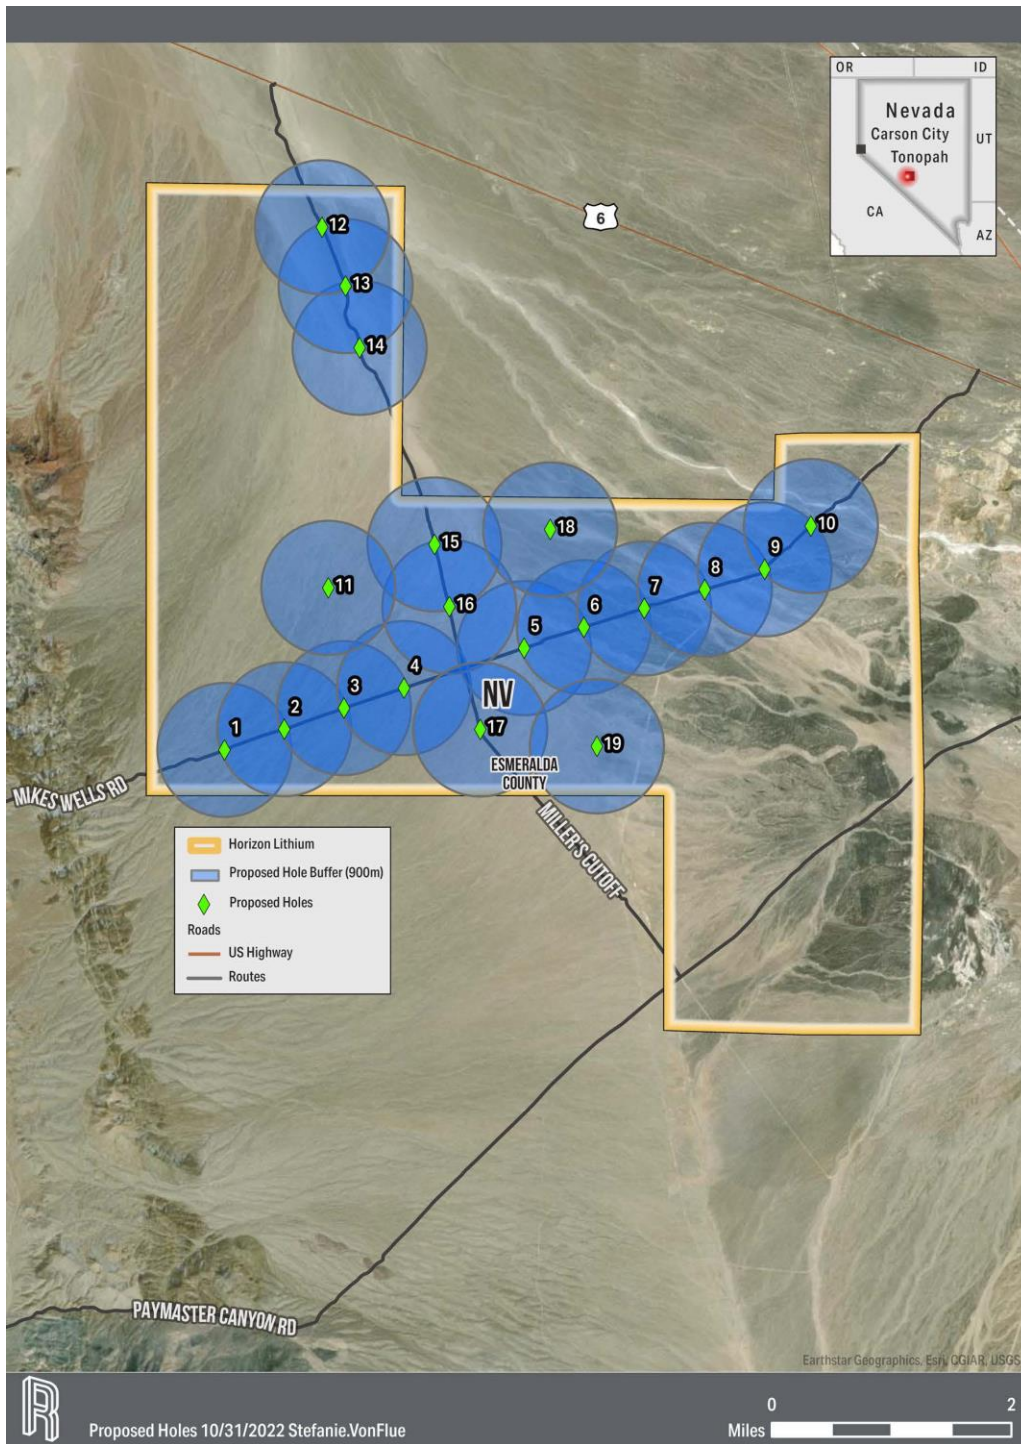 OR
ID
Nevada
Carson City
UT
Tonopah
CA
AZ
6
12
13
14
18
10
15
9
8
11
7
16
6
5
4
3
NV
2
17
1
19
ESMERALDA
COUNTY
MIKES WELLS RD
MILLER'S CUTOFF
Horizon Lithium
Proposed Hole Buffer (900m)
Proposed Holes
Roads
US Highway
Routes
PAYMASTER CANYON RD
Earthstar Geographics, Esri, CGIAR, USGS
R
Proposed Holes 10/31/2022 Stefanie.VonFlue
0
2
Miles